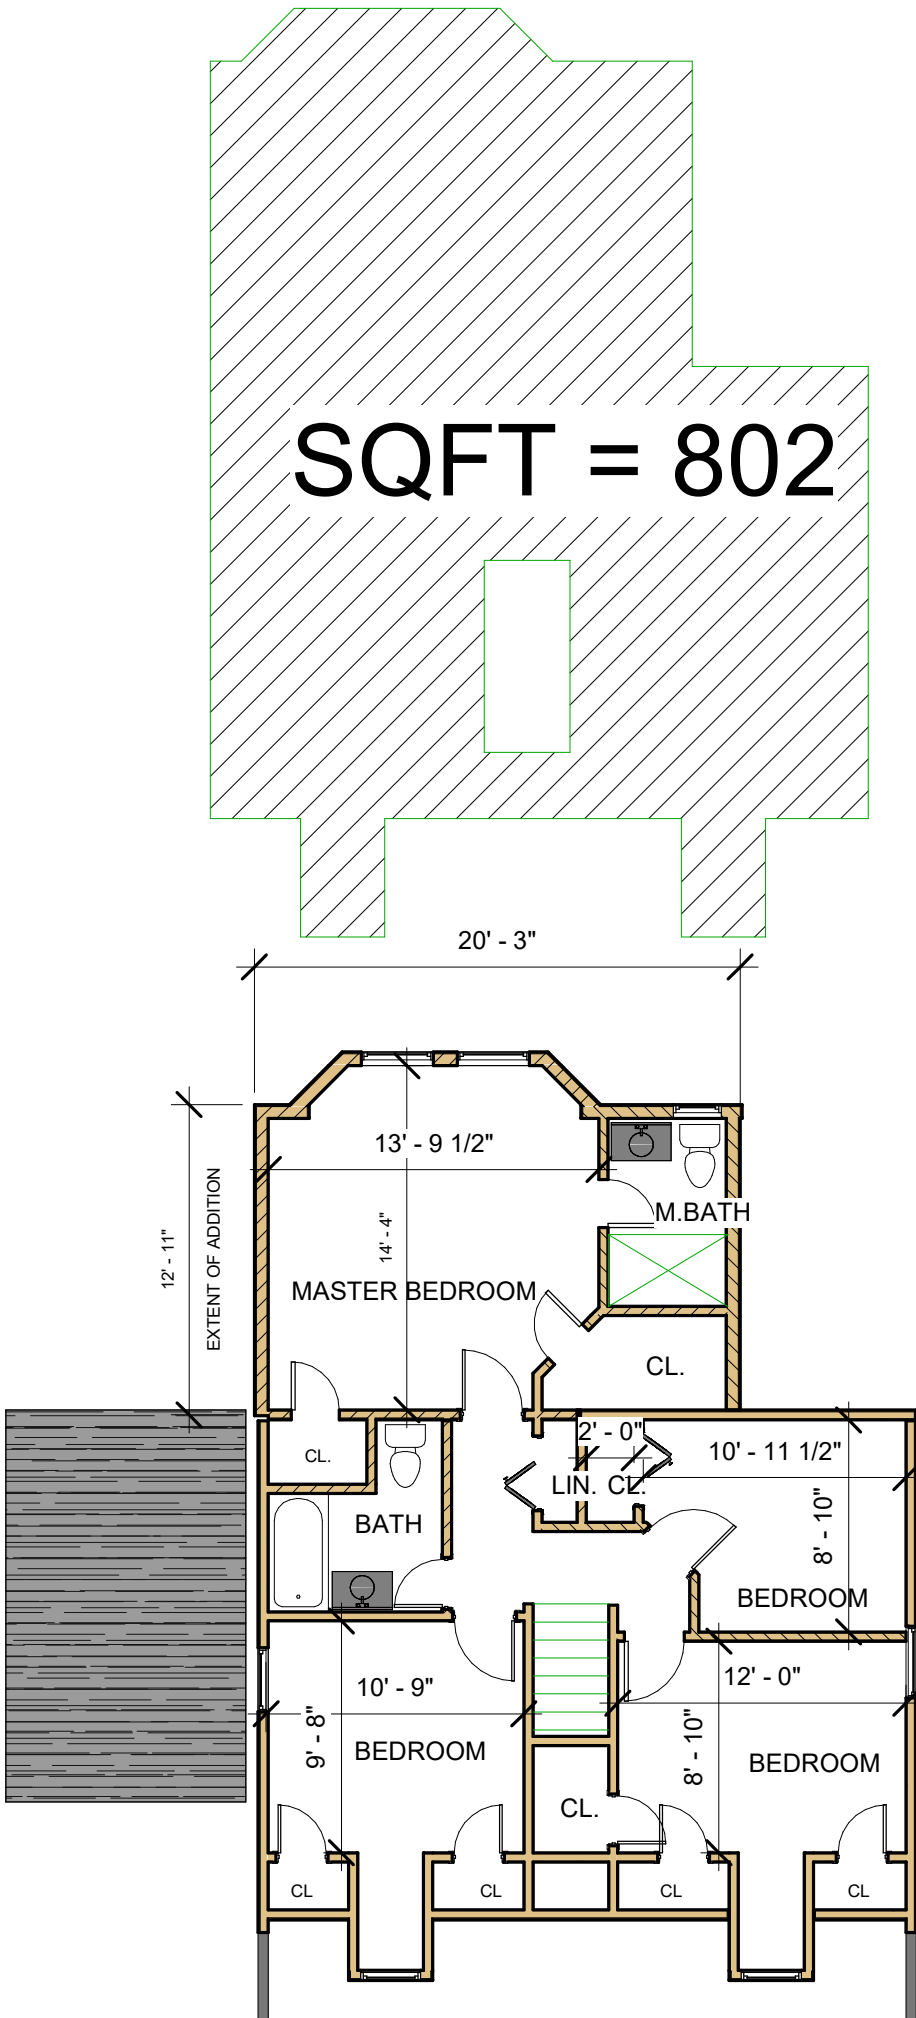 SQFT = 802
20' - 3"
13' - 9 1/2"
12' - 11"
EXTENT OF ADDITION
14' - 4"
M.BATH
MASTER BEDROOM
CL.
2' - 0"
10' - 11 1/2"
CL.
LIN. CL.
BATH
8' - 10"
BEDROOM
10' - 9"
12' - 0"
9' - 8"
8' - 10"
BEDROOM
BEDROOM
CL.
CL
CL
CL
CL